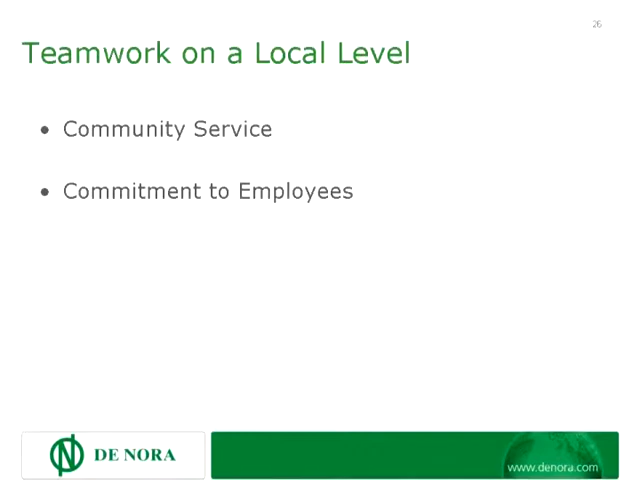 26
Teamwork on a Local Level
• Community Service
• Commitment to Employees
DE NORA
www.denora.com